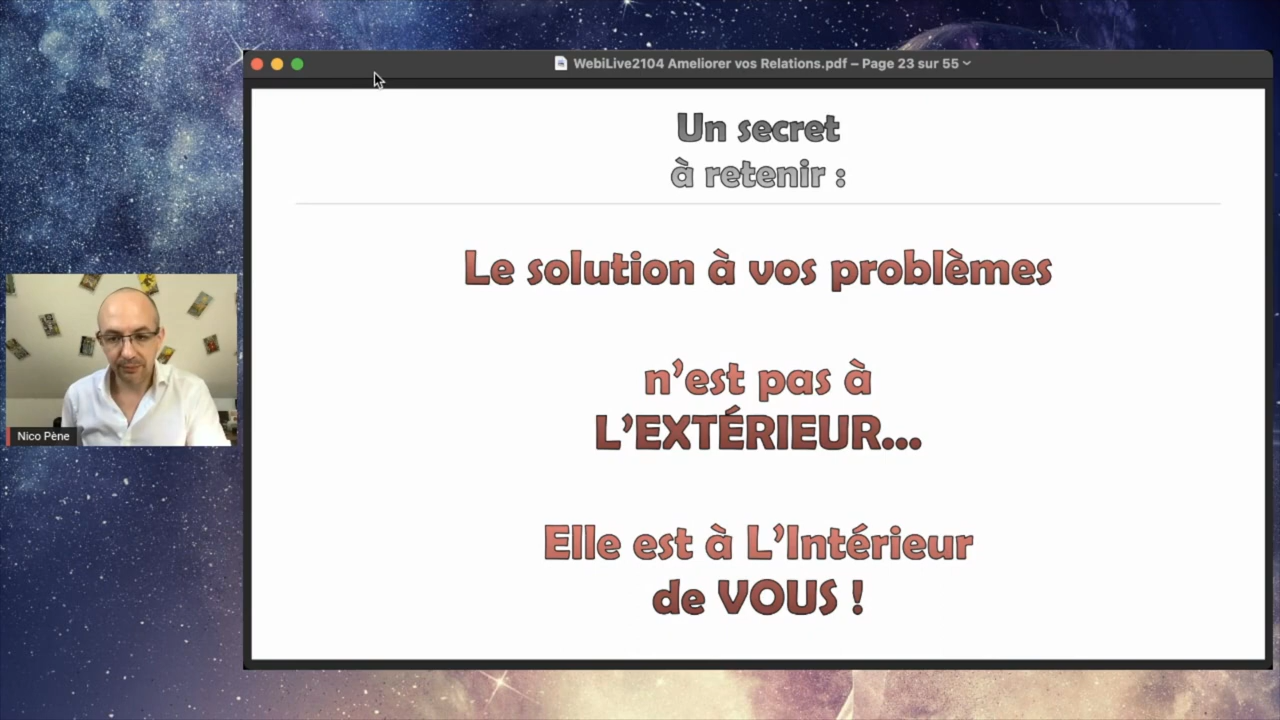 WebiLive2104 Ameliorer vos Relations.pdf – Page 23 sur 55
Un secret
à retenir :
Le solution à vos problèmes
n’est pas à
L’EXTÉRIEUR...
Elle est à L’Intérieur
de VOUS !
Nico Pène